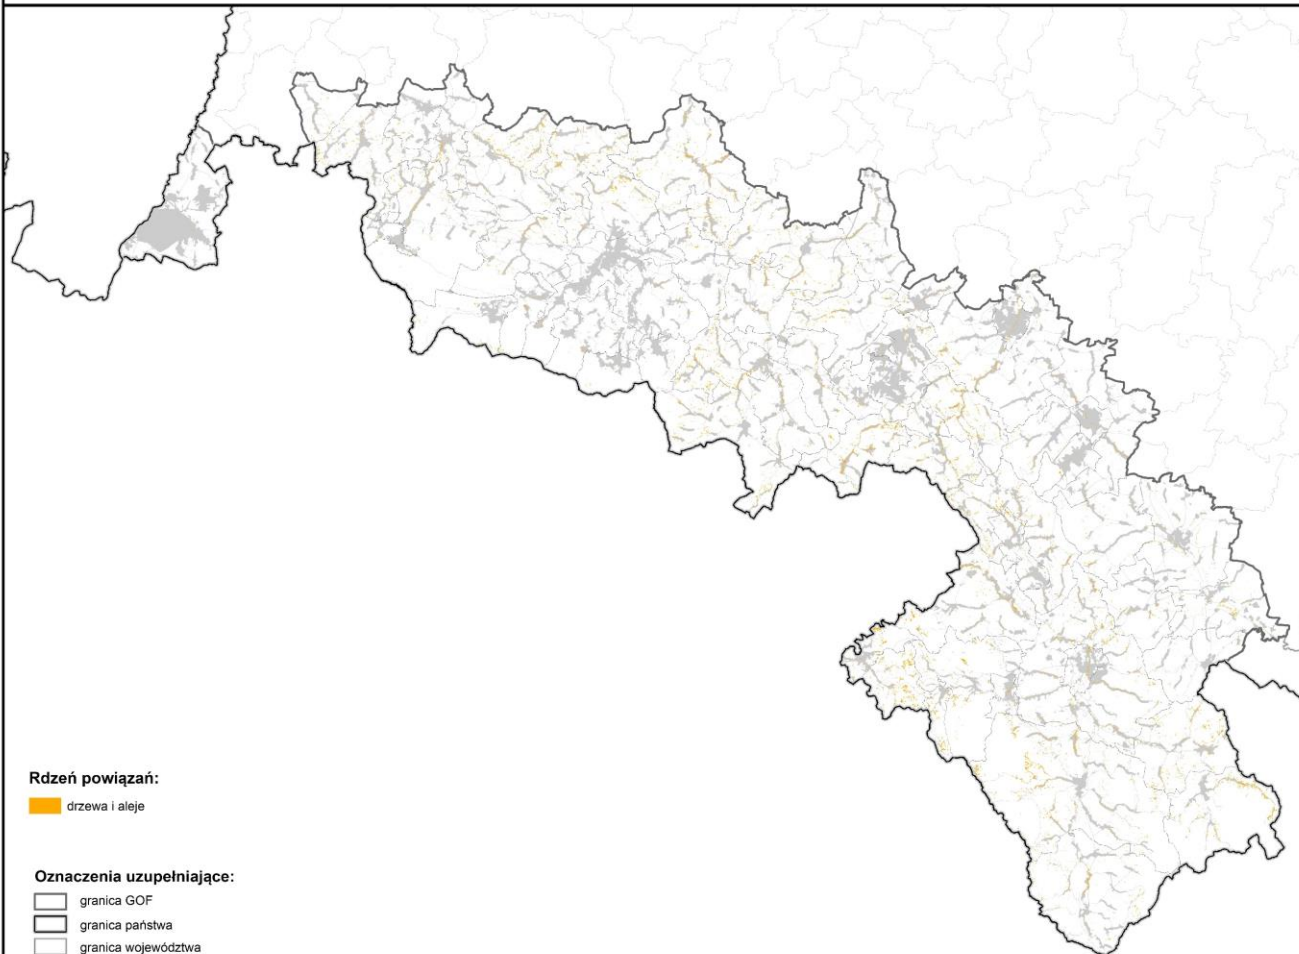 Rdzeń powiązań:
drzewa i aleje
Oznaczenia uzupełniające:
granica GOF
granica państwa
granica województwa